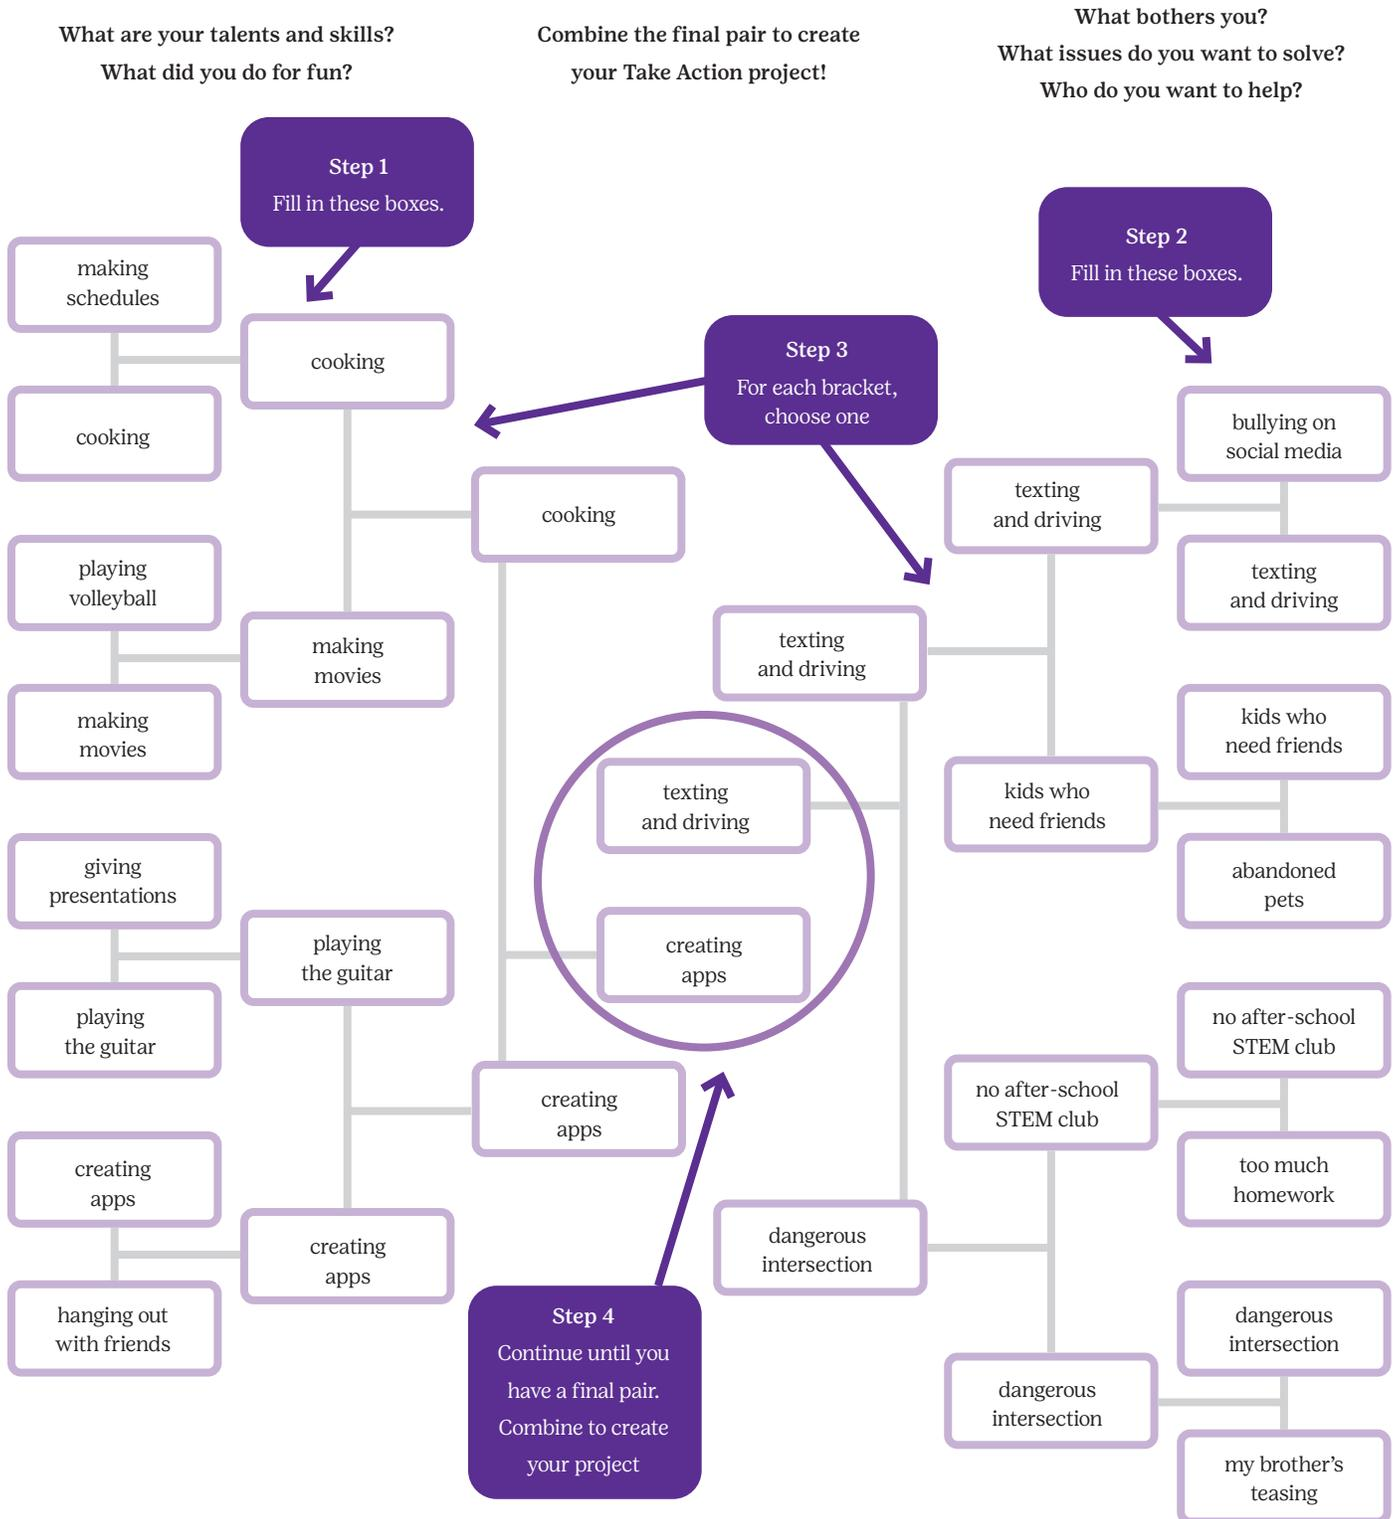 What are your talents and skills?
What did you do for fun?
Combine the final pair to create
your Take Action project!
What bothers you?
What issues do you want to solve?
Who do you want to help?
Step 1
Fill in these boxes.
making
schedules
cooking
cooking
playing
volleyball
making
movies
making
movies
cooking
giving
presentations
playing
the guitar
playing
the guitar
creating
apps
hanging out
with friends
creating
apps
creating
apps
Step 3
For each bracket,
choose one
texting
and driving
creating
apps
Step 4
Continue until you
have a final pair.
Combine to create
your project
Step 2
Fill in these boxes.
texting
and driving
dangerous
intersection
texting
and driving
kids who
need friends
no after-school
STEM club
dangerous
intersection
bullying on
social media
texting
and driving
kids who
need friends
abandoned
pets
no after-school
STEM club
too much
homework
dangerous
intersection
my brother’s
teasing